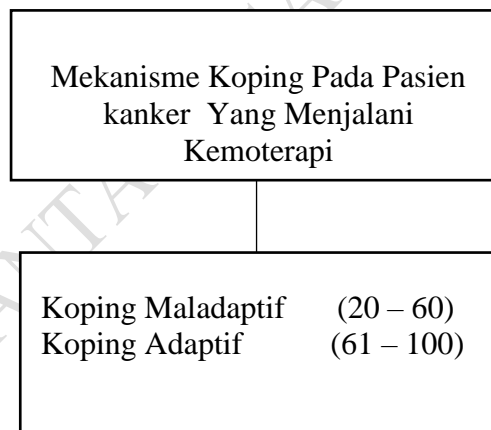 Mekanisme Koping Pada Pasien
kanker Yang Menjalani
Kemoterapi
Koping Maladaptif (20 – 60)
Koping Adaptif (61 – 100)